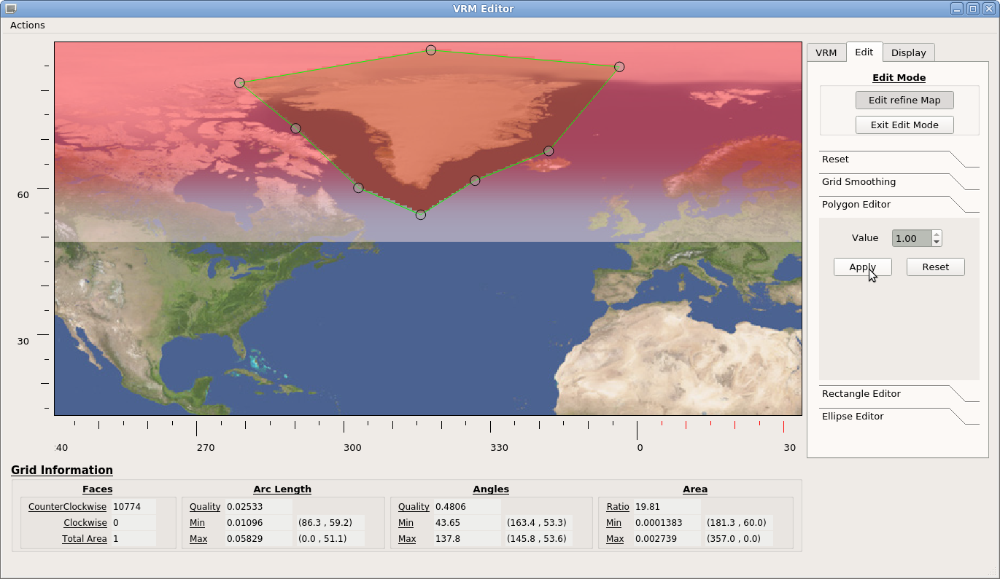 VRM Editor
Actions
VRM Edit Display
Edit Mode
Edit refine Map
Exit Edit Mode
Reset
Grid Smoothing
Polygon Editor
Value 1.00
Apply Reset
Rectangle Editor
Ellipse Editor
60
30
40 270 300 330 0 30
Grid Information
Faces
CounterClockwise 10774
Clockwise 0
Total Area 1
Arc Length
Quality 0.02533
Min 0.01096 (86.3 , 59.2)
Max 0.05829 (0.0 , 51.1)
Angles
Quality 0.4806
Min 43.65 (163.4 , 53.3)
Max 137.8 (145.8 , 53.6)
Area
Ratio 19.81
Min 0.0001383 (181.3 , 60.0)
Max 0.002739 (357.0 , 0.0)